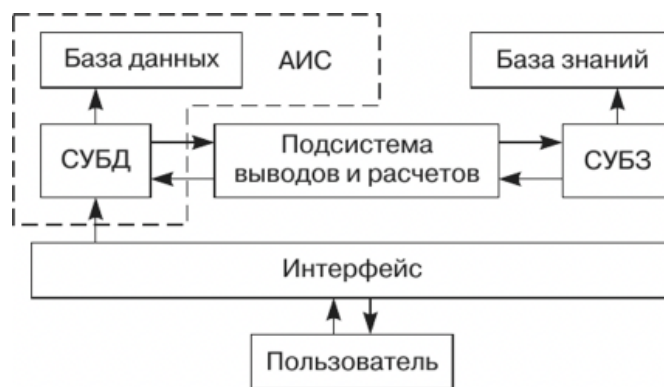 База данных
АИС
База знаний
СУБД
Подсистема
выводов и расчетов
СУБЗ
Интерфейс
Пользователь